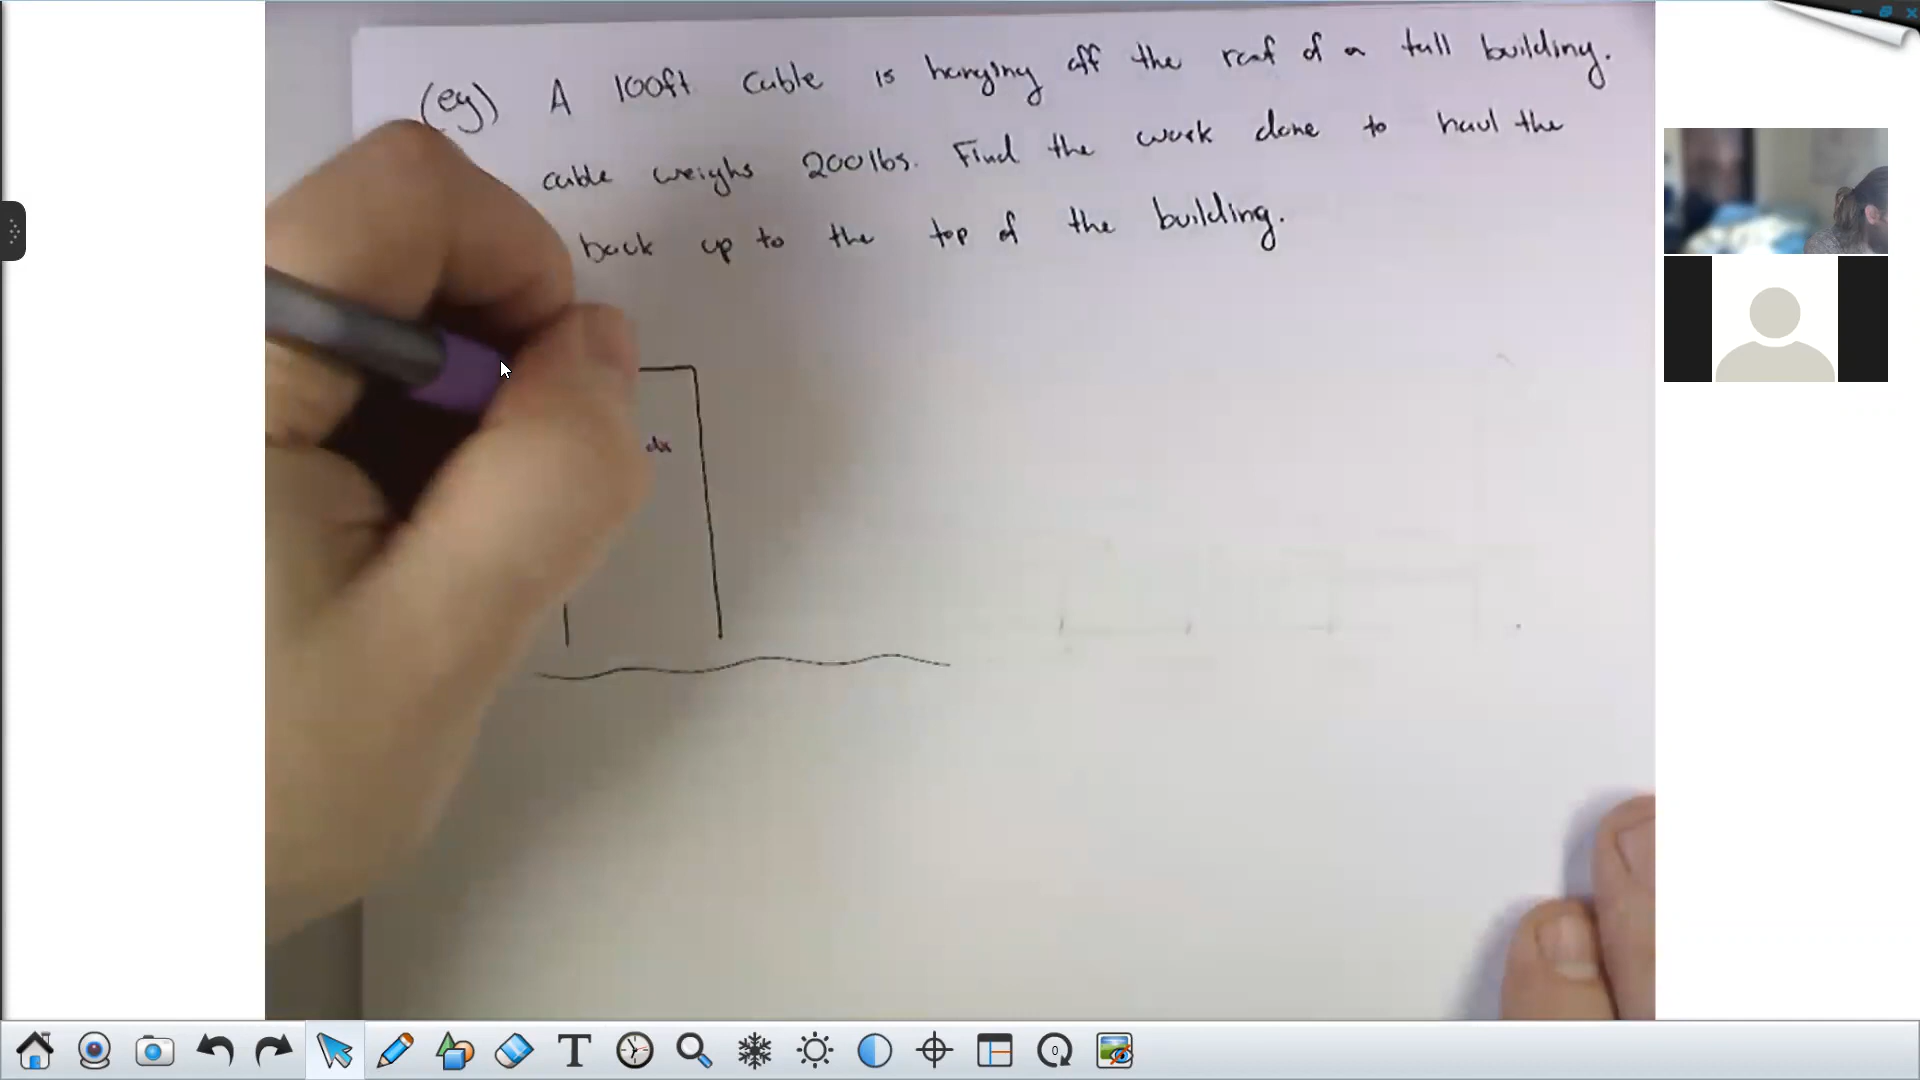 (eg) A 100ft cable is hanging off the roof of a tall building.
cable weighs 200lbs. Find the work done to haul the
back up to the top of the building.
dx
T
0